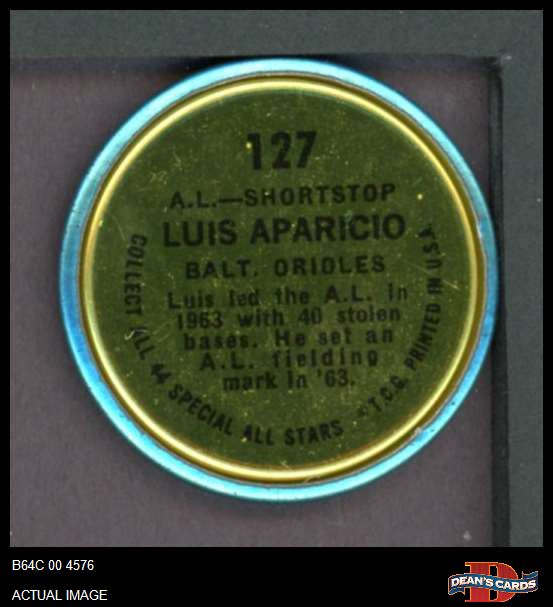 127
A.L.—SHORTSTOP
LUIS APARICIO
BALT. ORIOLES
Luis led the A.L. in
1963 with 40 stolen
bases. He set an
A.L. fielding
mark in '63.
COLLECT ALL 44 SPECIAL ALL STARS • T.C.G. PRINTED IN U.S.A.
B64C 00 4576
ACTUAL IMAGE
D
DEAN'S CARDS